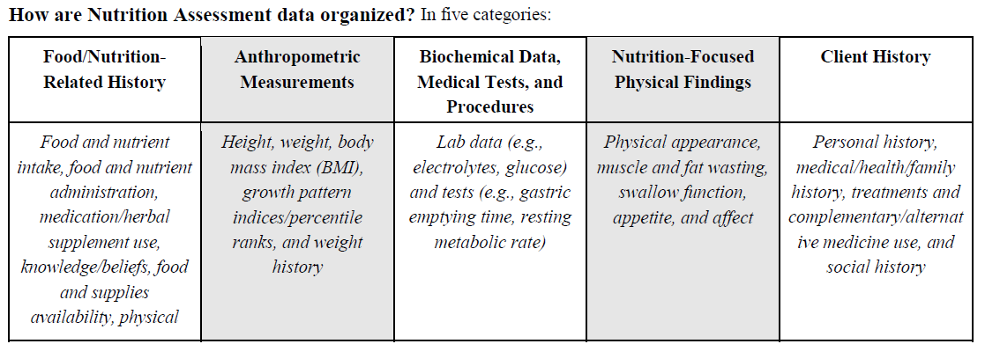 How are Nutrition Assessment data organized? In five categories:
Food/Nutrition-
Related History
Anthropometric
Measurements
Biochemical Data,
Medical Tests, and
Procedures
Nutrition-Focused
Physical Findings
Client History
Food and nutrient
intake, food and nutrient
administration,
medication/herbal
supplement use,
knowledge/beliefs, food
and supplies
availability, physical
Height, weight, body
mass index (BMI),
growth pattern
indices/percentile
ranks, and weight
history
Lab data (e.g.,
electrolytes, glucose)
and tests (e.g., gastric
emptying time, resting
metabolic rate)
Physical appearance,
muscle and fat wasting,
swallow function,
appetite, and affect
Personal history,
medical/health/family
history, treatments and
complementary/alternat
ive medicine use, and
social history